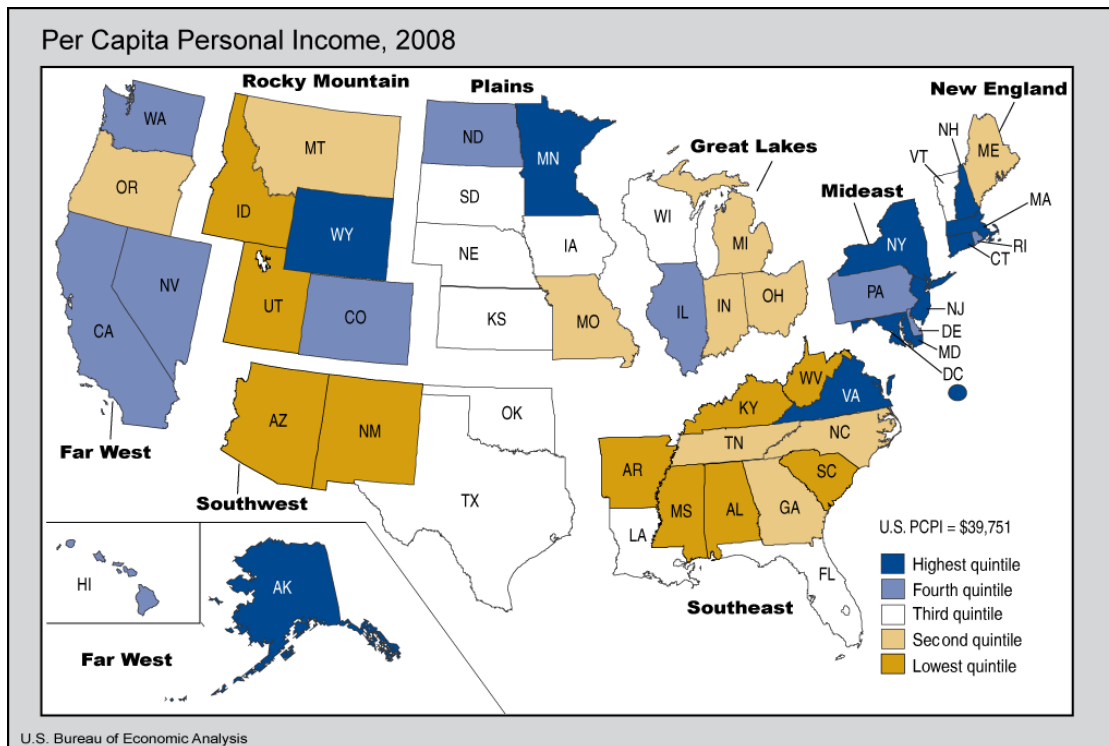 Per Capita Personal Income, 2008
Rocky Mountain
Plains
New England
WA
MT
ND
MN
NH
ME
Great Lakes
VT
OR
ID
SD
WI
Mideast
MA
WY
IA
MI
NY
RI
NE
CT
NV
UT
CO
PA
CA
KS
MO
IL
IN
OH
NJ
DE
MD
DC
WV
KY
VA
AZ
NM
OK
TN
NC
Far West
AR
SC
Southwest
TX
MS
AL
GA
LA
U.S. PCPI = $39,751
Highest quintile
HI
AK
FL
Fourth quintile
Southeast
Third quintile
Second quintile
Far West
Lowest quintile
U.S. Bureau of Economic Analysis